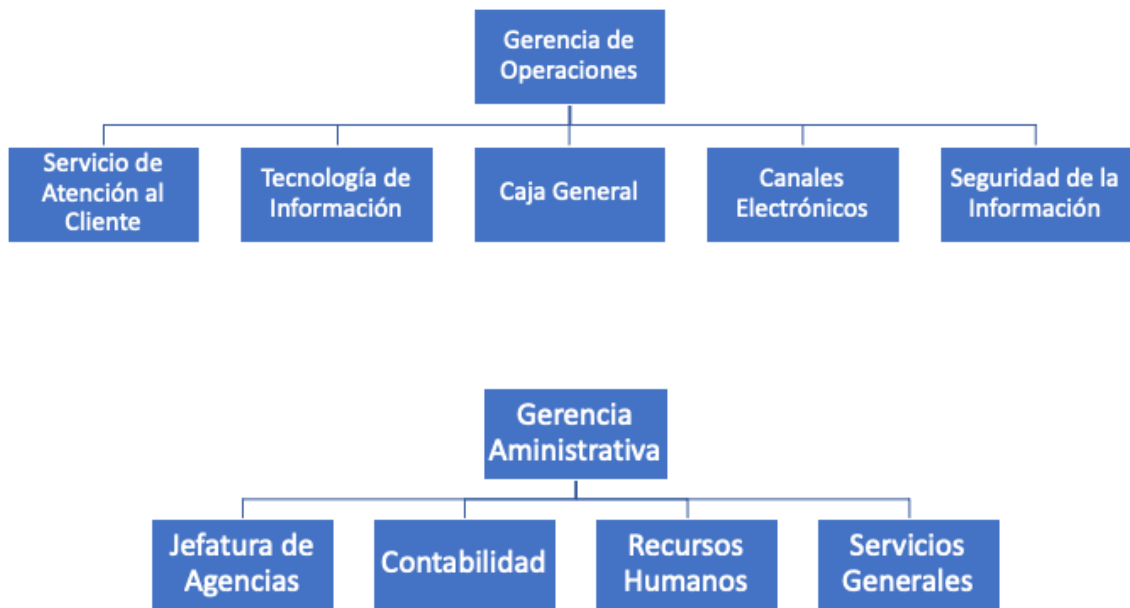 Gerencia de
Operaciones
Servicio de
Atención al
Cliente
Tecnología de
Información
Caja General
Canales
Electrónicos
Seguridad de la
Información
Gerencia
Aministrativa
Jefatura de
Agencias
Contabilidad
Recursos
Humanos
Servicios
Generales